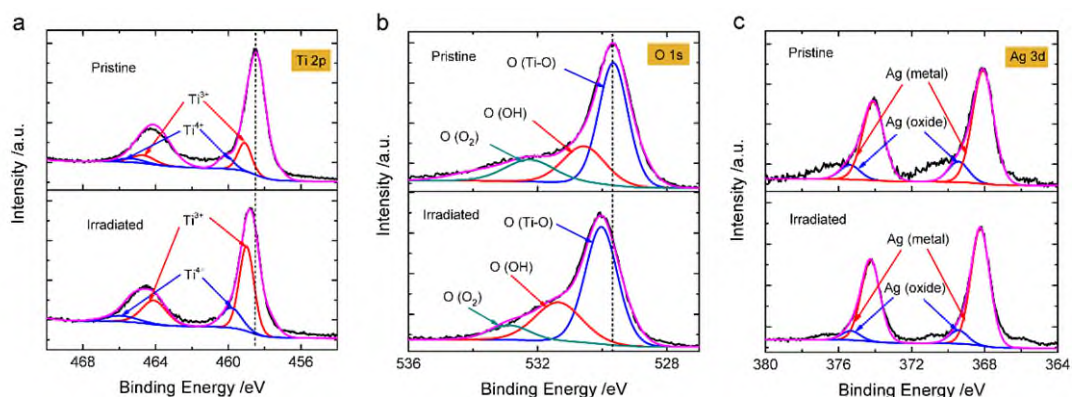 a
Ti 2p
Pristine
Ti³⁺
Ti⁴⁺
Irradiated
Ti³⁺
Ti⁴⁺
Intensity /a.u.
468 464 460 456
Binding Energy /eV
b
O 1s
Pristine
O (Ti-O)
O (OH)
O (O₂)
Irradiated
O (Ti-O)
O (OH)
O (O₂)
Intensity /a.u.
536 532 528
Binding Energy /eV
c
Ag 3d
Pristine
Ag (metal)
Ag (oxide)
Irradiated
Ag (metal)
Ag (oxide)
Intensity /a.u.
380 376 372 368 364
Binding Energy /eV